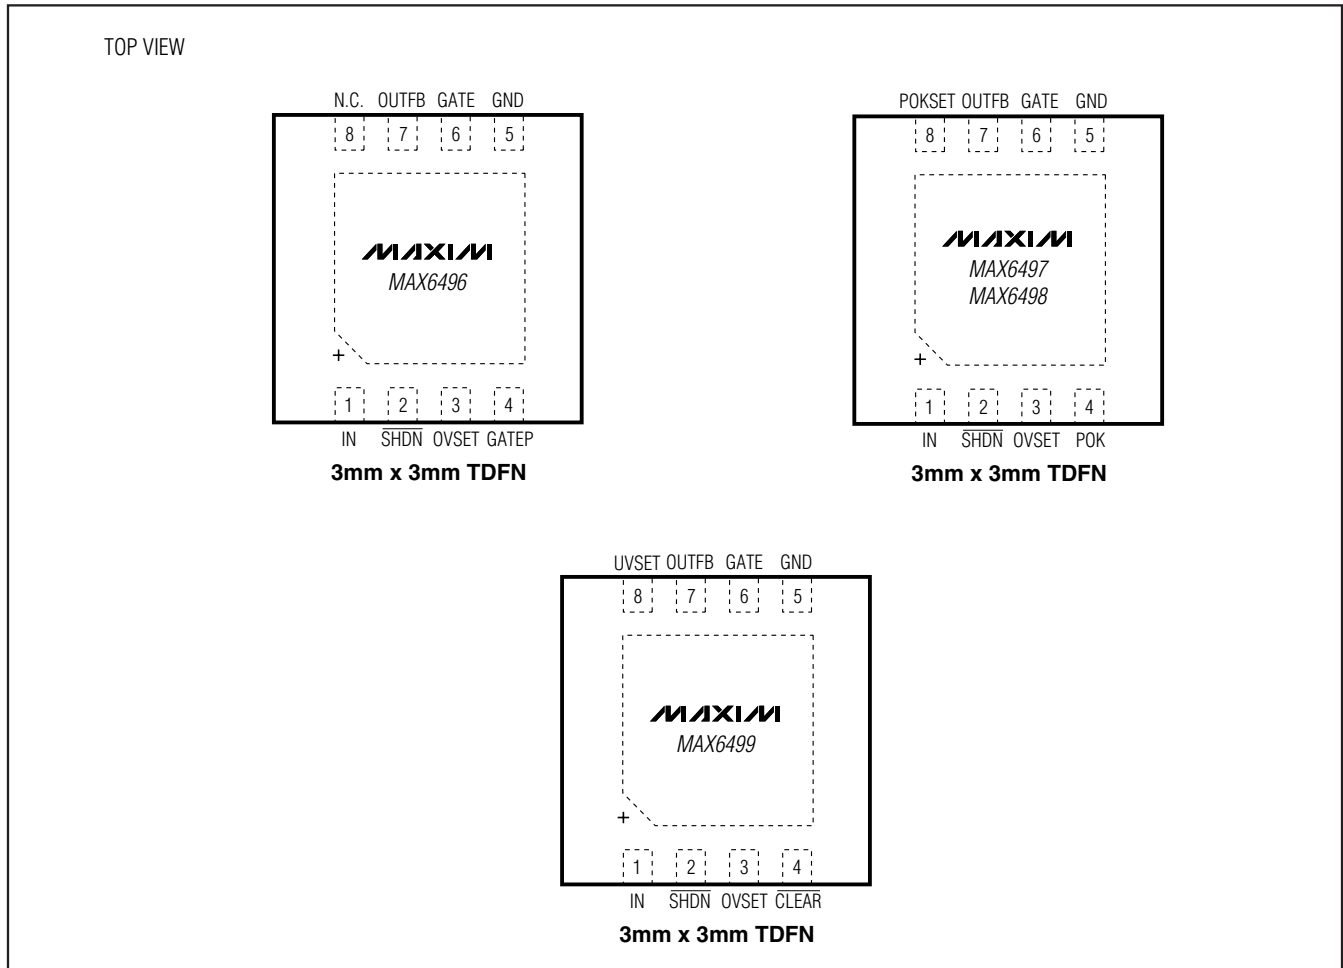 TOP VIEW
N.C. OUTFB GATE GND
8 7 6 5
MAXIM
MAX6496
+
1 2 3 4
IN SHDN OVSET GATEP
3mm x 3mm TDFN
POKSET OUTFB GATE GND
8 7 6 5
MAXIM
MAX6497
MAX6498
+
1 2 3 4
IN SHDN OVSET POK
3mm x 3mm TDFN
UVSET OUTFB GATE GND
8 7 6 5
MAXIM
MAX6499
+
1 2 3 4
IN SHDN OVSET CLEAR
3mm x 3mm TDFN